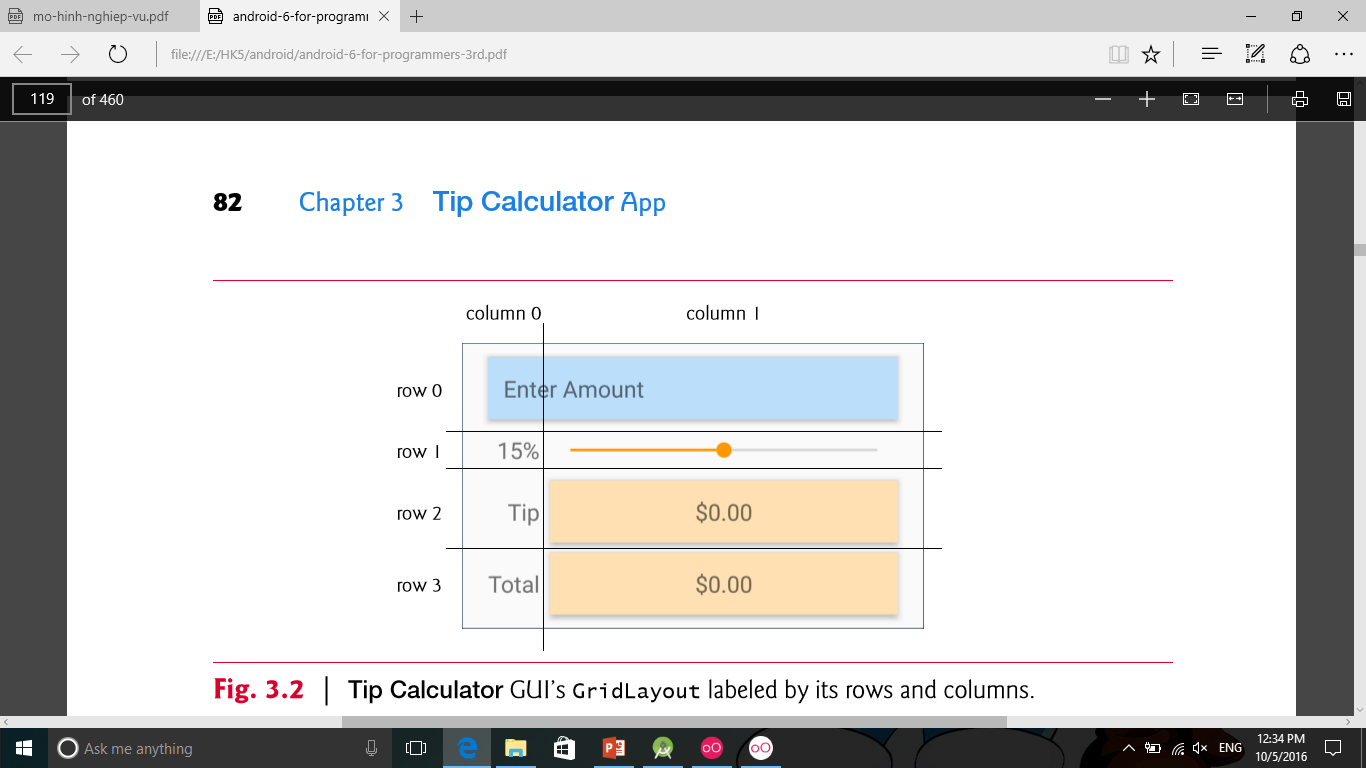 mo-hinh-nghiep-vu.pdf
android-6-for-programı
file:///E:/HK5/android/android-6-for-programmers-3rd.pdf
119 of 460
82 Chapter 3 Tip Calculator App
column 0 column 1
row 0 Enter Amount
row 1 15%
row 2 Tip $0.00
row 3 Total $0.00
Fig. 3.2 | Tip Calculator GUI's GridLayout labeled by its rows and columns.
Ask me anything
ENG
12:34 PM
10/5/2016